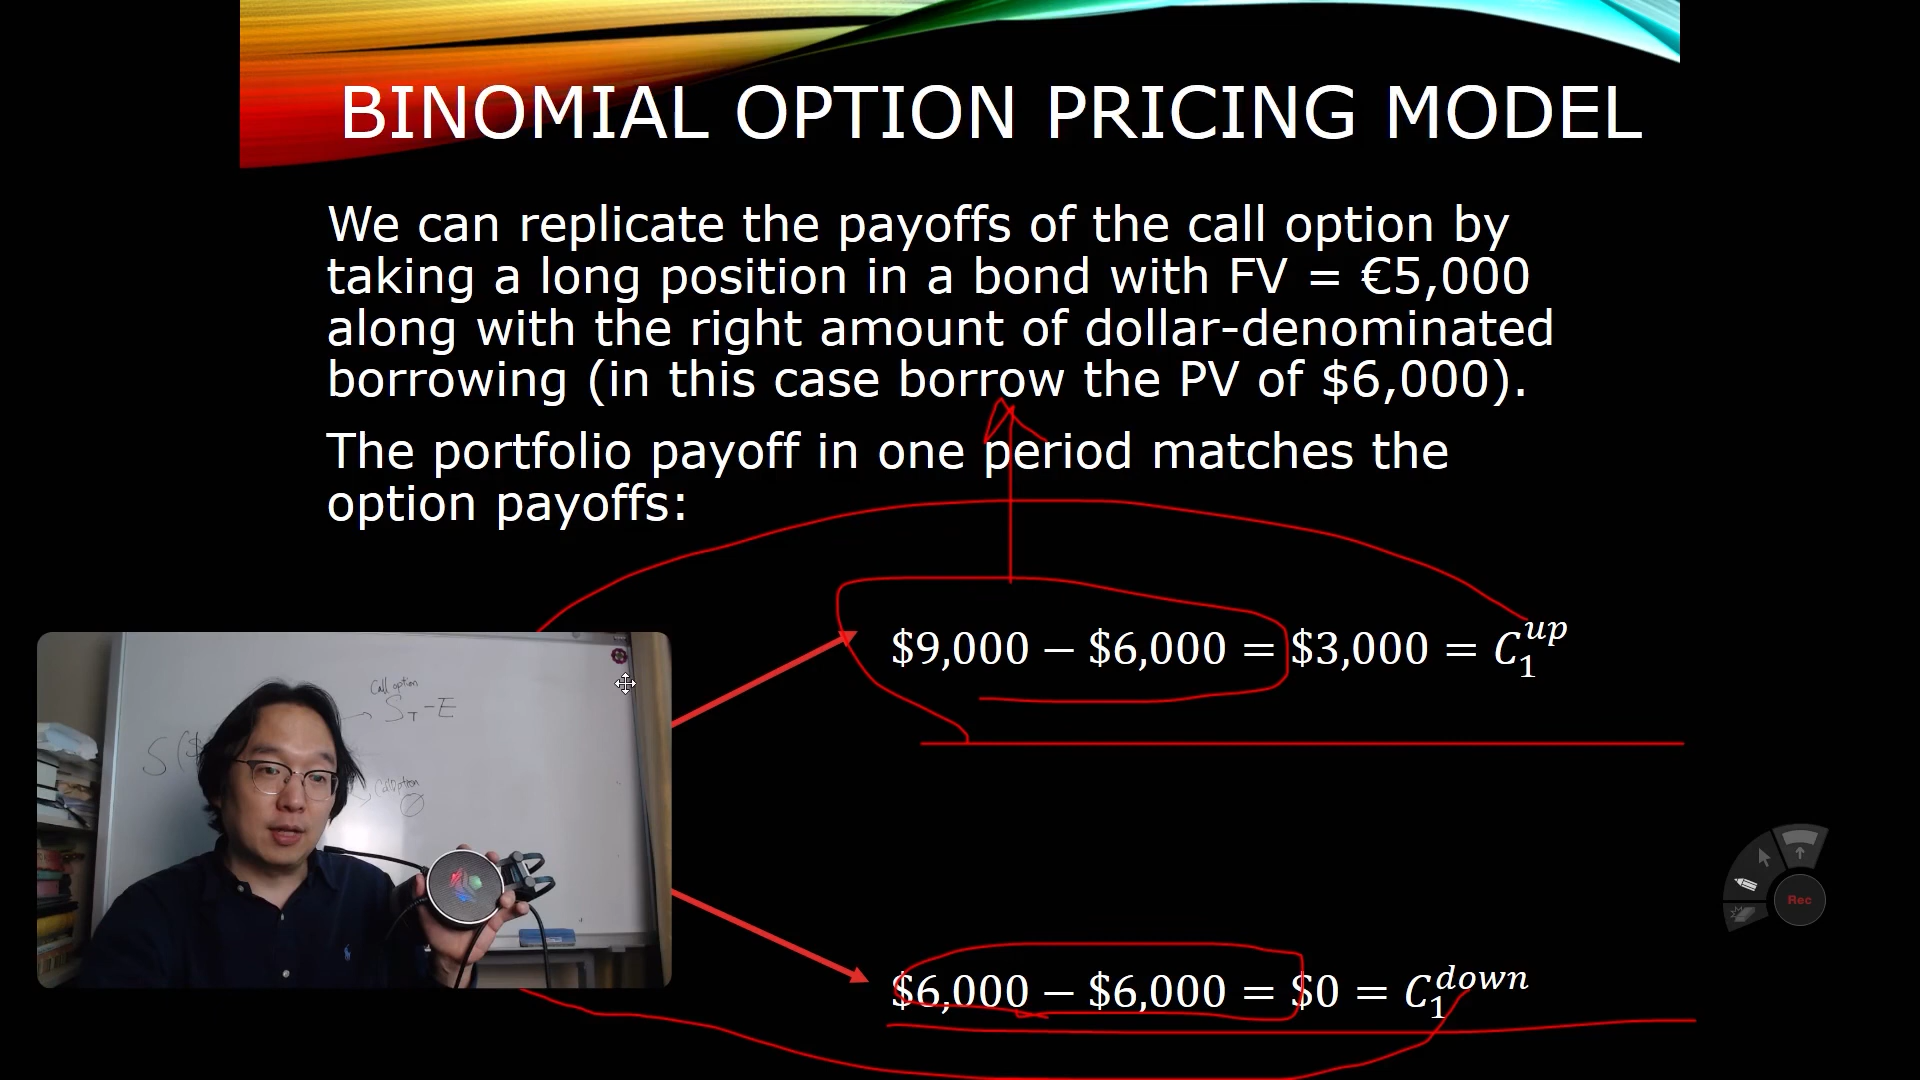 BINOMIAL OPTION PRICING MODEL
We can replicate the payoffs of the call option by
taking a long position in a bond with FV = €5,000
along with the right amount of dollar-denominated
borrowing (in this case borrow the PV of $6,000).
The portfolio payoff in one period matches the
option payoffs:
$9,000 − $6,000 = $3,000 = C₁ᵘᵖ
Call option
S_T − E
S($
Call option
Rec
$6,000 − $6,000 = $0 = C₁ᵈᵒʷⁿ